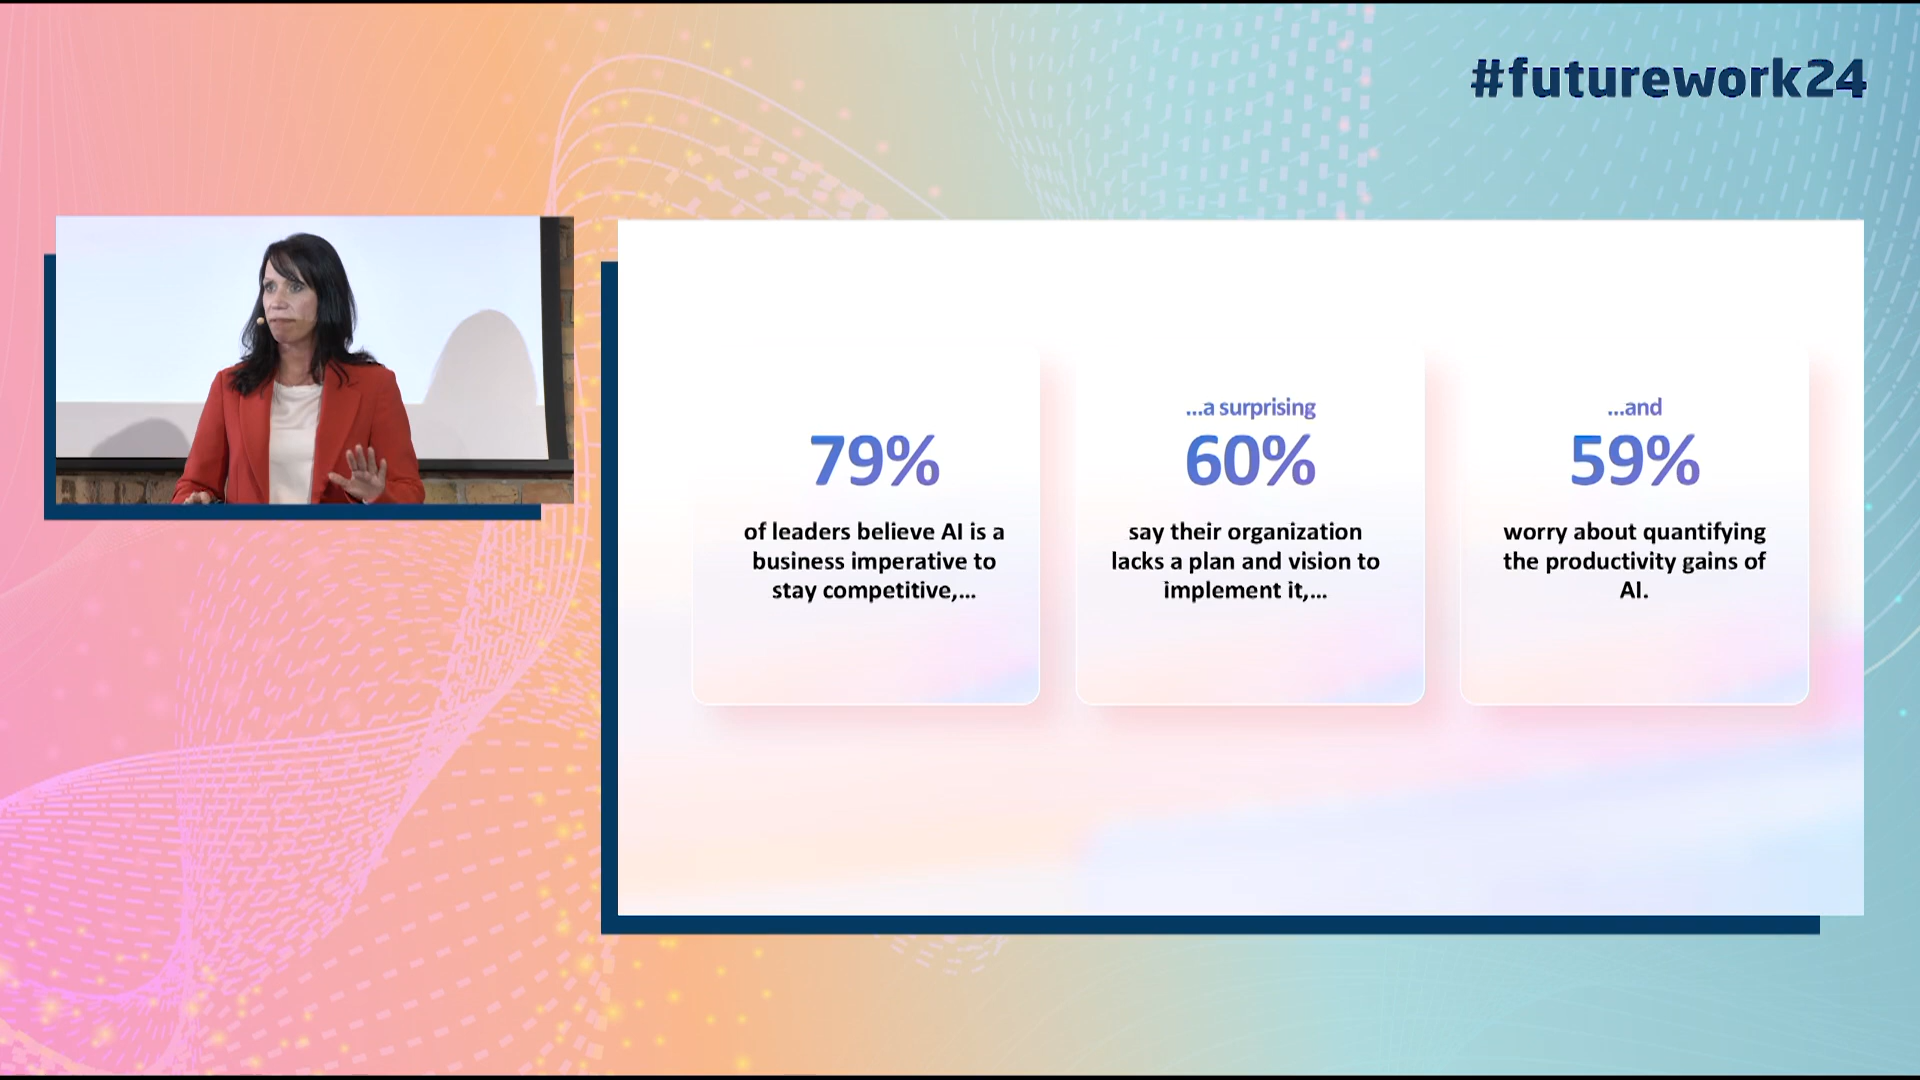 #futurework24
79%
of leaders believe AI is a
business imperative to
stay competitive,...
...a surprising
60%
say their organization
lacks a plan and vision to
implement it,...
...and
59%
worry about quantifying
the productivity gains of
AI.